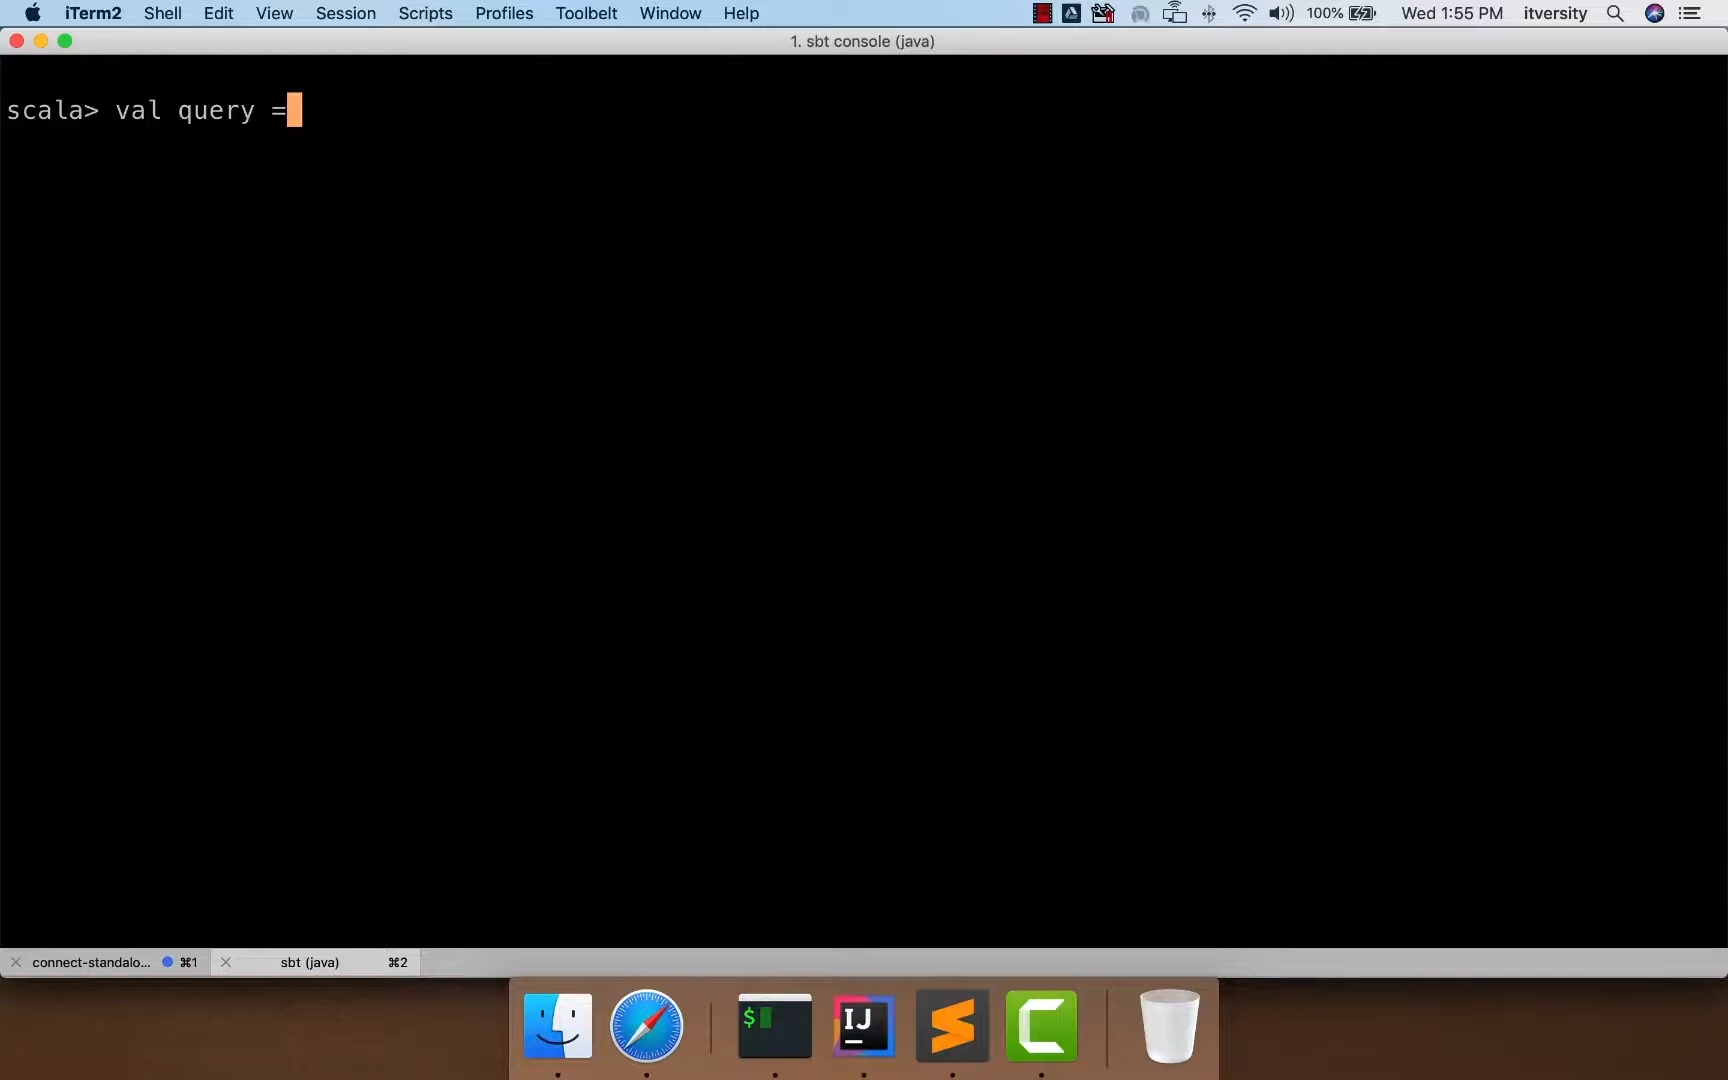 iTerm2 Shell Edit View Session Scripts Profiles Toolbelt Window Help 100% Wed 1:55 PM itversity
1. sbt console (java)
scala> val query =
connect-standalo... ⌘1 sbt (java) ⌘2
$ IJ